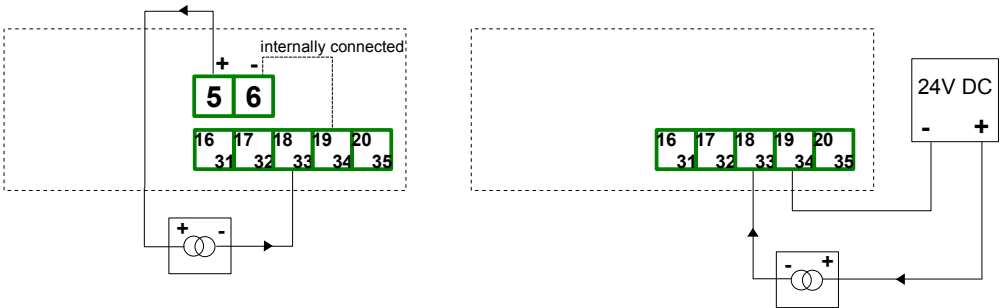 internally connected
+ -
5 6
16 17 18 19 20
31 32 33 34 35
+ -
24V DC
- +
16 17 18 19 20
31 32 33 34 35
- +